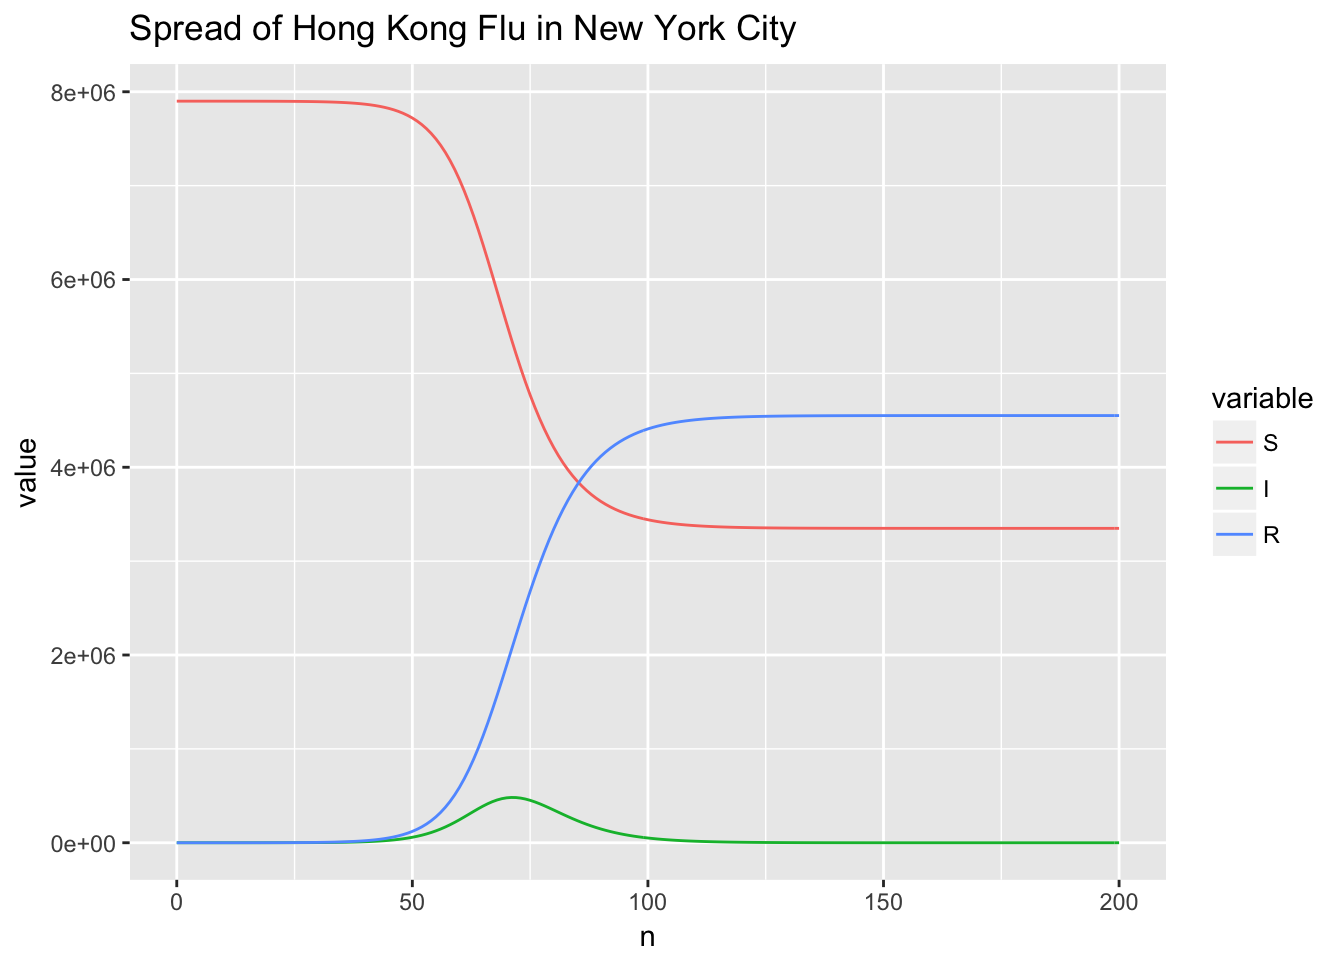 Spread of Hong Kong Flu in New York City
8e+06
6e+06
4e+06
2e+06
0e+00
value
0 50 100 150 200
n
variable
S
I
R